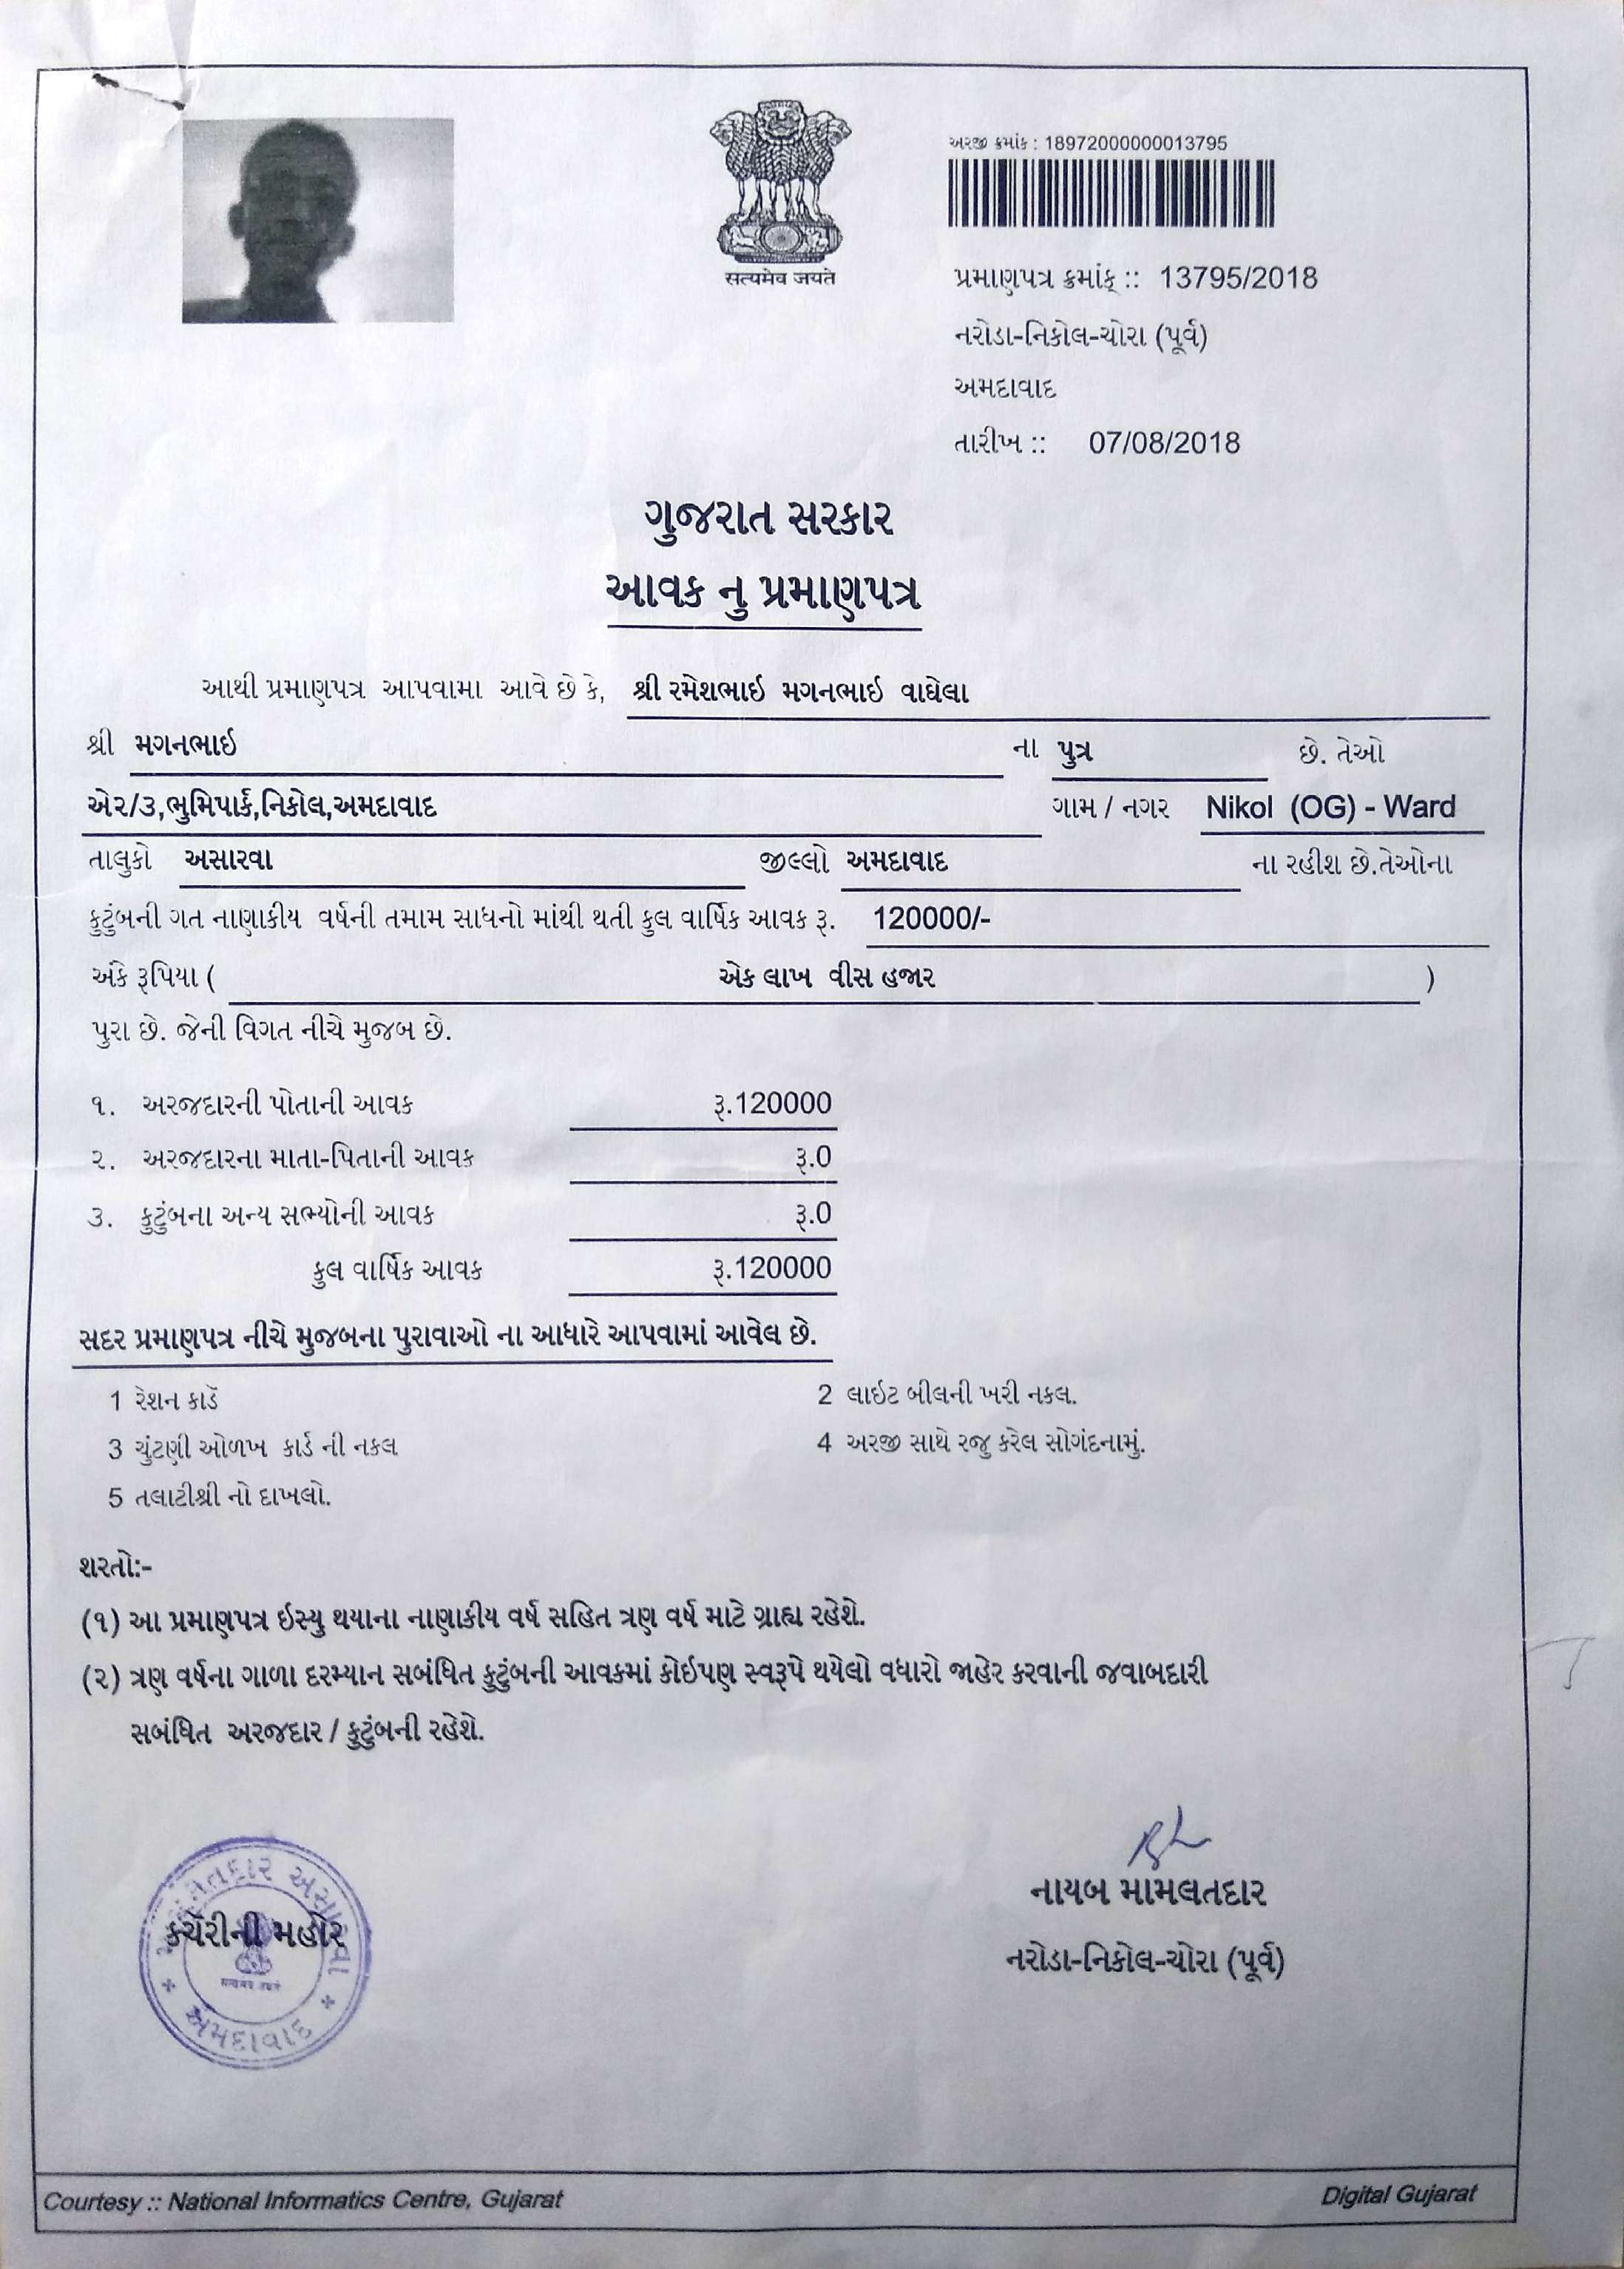 અરજી ક્રમાંક : 18972000000013795
सत्यमेव जयते
પ્રમાણપત્ર ક્રમાંક્ :: 13795/2018
નરોડા-નિકોલ-ચોરા (પૂર્વ)
અમદાવાદ
તારીખ :: 07/08/2018
ગુજરાત સરકાર
આવક નુ પ્રમાણપત્ર
આથી પ્રમાણપત્ર આપવામા આવે છે કે, શ્રી રમેશભાઇ મગનભાઇ વાઘેલા
શ્રી મગનભાઇ ના પુત્ર છે. તેઓ
એ૨/૩,ભુમિપાર્ક,નિકોલ,અમદાવાદ ગામ / નગર Nikol (OG) - Ward
તાલુકો અસારવા જીલ્લો અમદાવાદ ના રહીશ છે.તેઓના
કુટુંબની ગત નાણાકીય વર્ષની તમામ સાધનો માંથી થતી કુલ વાર્ષિક આવક રૂ. 120000/-
અંકે રૂપિયા ( એક લાખ વીસ હજાર )
પુરા છે. જેની વિગત નીચે મુજબ છે.
૧. અરજદારની પોતાની આવક રૂ.120000
૨. અરજદારના માતા-પિતાની આવક રૂ.0
૩. કુટુંબના અન્ય સભ્યોની આવક રૂ.0
કુલ વાર્ષિક આવક રૂ.120000
સદર પ્રમાણપત્ર નીચે મુજબના પુરાવાઓ ના આધારે આપવામાં આવેલ છે.
1 રેશન કાર્ડ 2 લાઇટ બીલની ખરી નકલ.
3 ચુંટણી ઓળખ કાર્ડ ની નકલ 4 અરજી સાથે રજુ કરેલ સોગંદનામું.
5 તલાટીશ્રી નો દાખલો.
શરતો:-
(૧) આ પ્રમાણપત્ર ઇસ્યુ થયાના નાણાકીય વર્ષ સહિત ત્રણ વર્ષ માટે ગ્રાહ્ય રહેશે.
(૨) ત્રણ વર્ષના ગાળા દરમ્યાન સબંધિત કુટુંબની આવકમાં કોઇપણ સ્વરૂપે થયેલો વધારો જાહેર કરવાની જવાબદારી
સબંધિત અરજદાર / કુટુંબની રહેશે.
નાયબ મામલતદાર
કચેરીની મહોર
નરોડા-નિકોલ-ચોરા (પૂર્વ)
અમદાવાદ
Courtesy :: National Informatics Centre, Gujarat Digital Gujarat